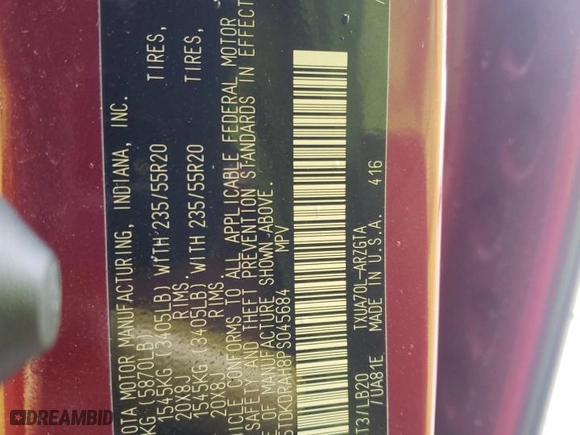 OTA MOTOR MANUFACTURING, INDIANA, INC.
KG (5870LB)
1545KG (3405LB) WITH 235/55R20 TIRES,
20X8J RIMS
1545KG (3405LB) WITH 235/55R20 TIRES,
20X8J RIMS
HICLE CONFORMS TO ALL APPLICABLE FEDERAL MOTOR
SAFETY AND THEFT PREVENTION STANDARDS IN EFFECT
E OF MANUFACTURE SHOWN ABOVE.
MPV
T3/LB20 TXUA70L-ARZGTA
/UA81E MADE IN U.S.A. 416
DREAMBID